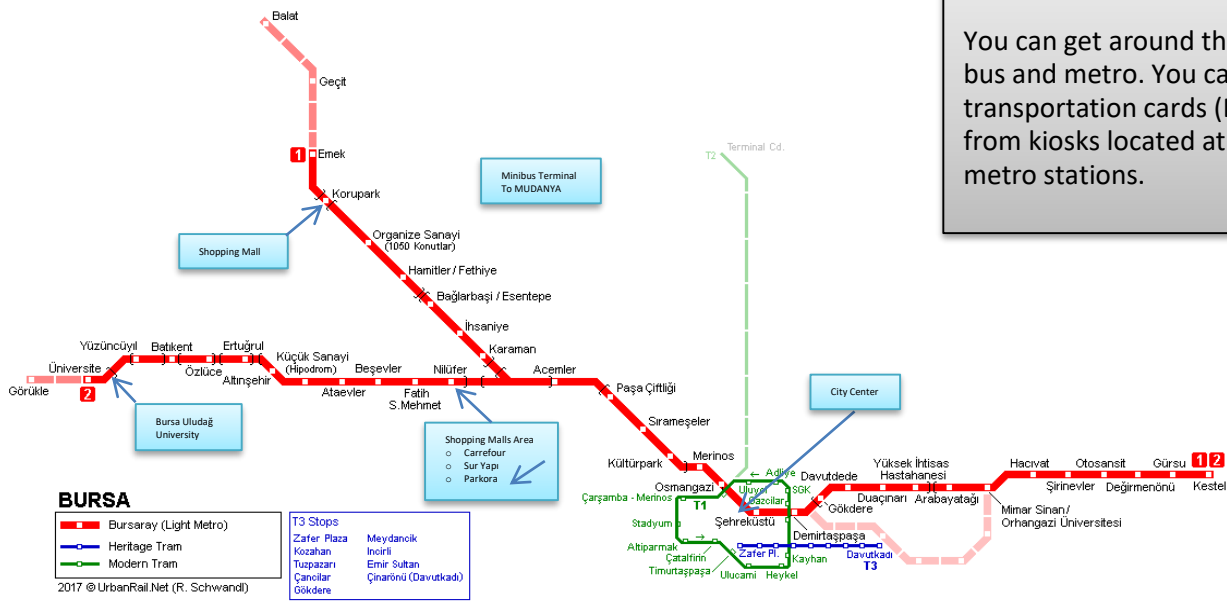 Balat
Geçit
1
Emek
Korupark
Shopping Mall
Organize Sanayi
(1050 Konutlar)
Hamitler / Fethiye
Bağlarbaşi / Esentepe
İhsaniye
Karaman
Minibus Terminal
To MUDANYA
T2
Terminal Cd.
You can get around th
bus and metro. You ca
transportation cards (
from kiosks located at
metro stations.
Görükle
Üniversite
2
Yüzüncüyıl
Batıkent
Özlüce
Ertuğrul
Altınşehir
Küçük Sanayi
(Hipodrom)
Ataevler
Beşevler
Fatih
S.Mehmet
Nilüfer
Acemler
Paşa Çiftliği
Sırameşeler
Kültürpark
Merinos
Osmangazi
Şehreküstü
Demirtaşpaşa
Gökdere
Davutdede
Duaçınarı
Yüksek İhtisas
Hastahanesi
Arabayatağı
Mimar Sinan /
Orhangazi Üniversitesi
Hacıvat
Şirinevler
Otosansit
Değirmenönü
Gürsu
1 2
Kestel
Bursa Uludağ
University
Shopping Malls Area
Carrefour
Sur Yapı
Parkora
City Center
← Adliye
Uluyol
Gazcilar
SGK
Çarşamba - Merinos
T1
Stadyum
Altiparmak
→
Çatalfirin
Timurtaşpaşa
Ulucami
Heykel
Kayhan
Zafer Pl.
Davutkadı
T3
BURSA
Bursaray (Light Metro)
Heritage Tram
Modern Tram
2017 © UrbanRail.Net (R. Schwandl)
T3 Stops
Zafer Plaza
Kozahan
Tuzpazarı
Çancilar
Gökdere
Meydancik
Incirli
Emir Sultan
Çinarönü (Davutkadı)